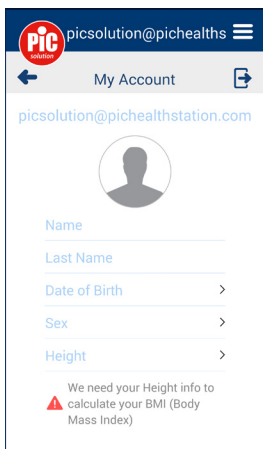 PiC
solution
picsolution@pichealths
My Account
picsolution@pichealthstation.com
Name
Last Name
Date of Birth
Sex
Height
We need your Height info to
calculate your BMI (Body
Mass Index)